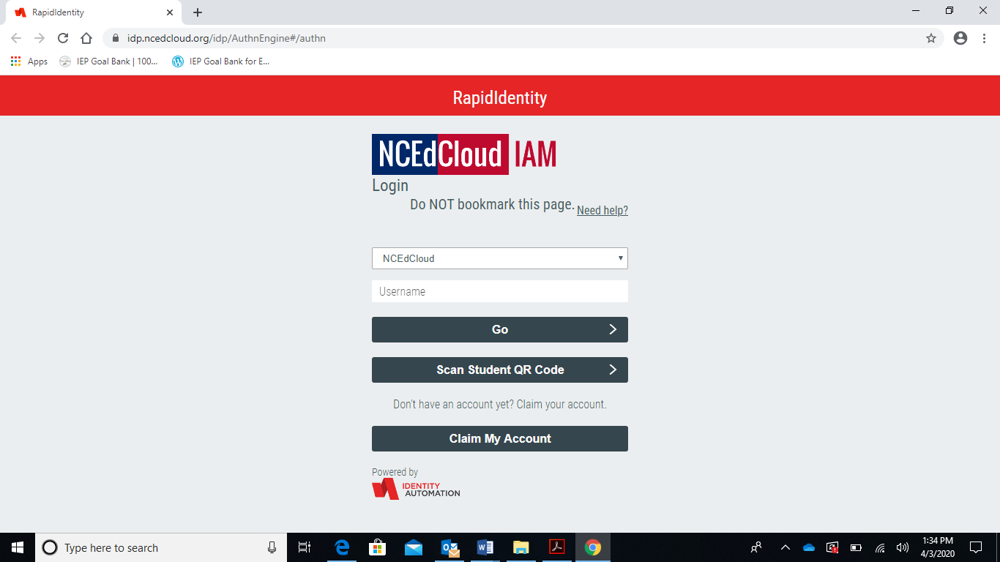 RapidIdentity
idp.ncedcloud.org/idp/AuthnEngine#/authn
Apps IEP Goal Bank | 100... IEP Goal Bank for E...
RapidIdentity
NCEdCloud IAM
Login
Do NOT bookmark this page. Need help?
NCEdCloud
Username
Go
Scan Student QR Code
Don't have an account yet? Claim your account.
Claim My Account
Powered by
IDENTITY
AUTOMATION
Type here to search
1:34 PM
4/3/2020